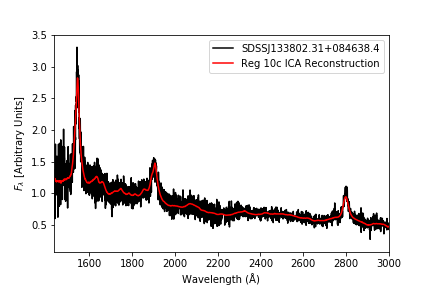 SDSSJ133802.31+084638.4
Reg 10c ICA Reconstruction
3.5
3.0
2.5
2.0
1.5
1.0
0.5
Fλ [Arbitrary Units]
1600 1800 2000 2200 2400 2600 2800 3000
Wavelength (Å)